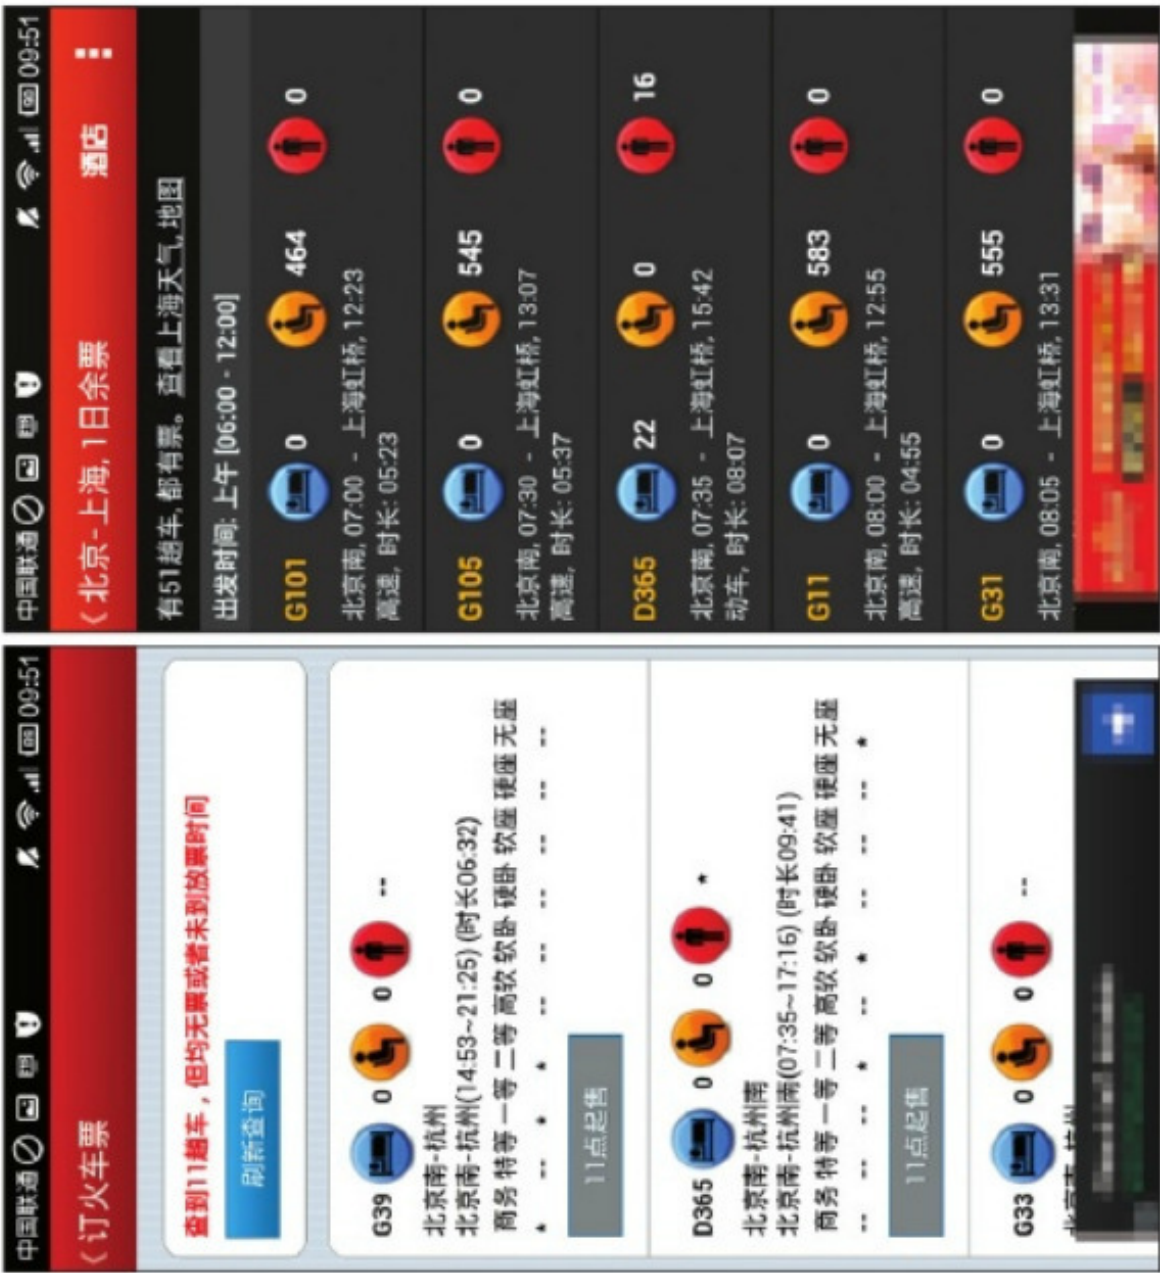 中国联通 09:51
《订火车票
查到11趟车，但均无票或者未到放票时间
刷新查询
G39 0 0 --
北京南-杭州
北京南-杭州(14:53~21:25) (时长06:32)
商务 特等 一等 二等 高软 软卧 硬卧 软座 硬座 无座
* -- * * -- -- -- -- -- --
11点起售
D365 0 0 *
北京南-杭州南
北京南-杭州南(07:35~17:16) (时长09:41)
商务 特等 一等 二等 高软 软卧 硬卧 软座 硬座 无座
-- -- -- * -- * -- -- -- *
11点起售
G33 0 0 --
中国联通 90 09:51
《北京-上海, 1日余票 酒店
有51趟车, 都有票。查看上海天气, 地图
出发时间: 上午 [06:00 - 12:00]
G101 0 464 0
北京南, 07:00 - 上海虹桥, 12:23
高速, 时长: 05:23
G105 0 545 0
北京南, 07:30 - 上海虹桥, 13:07
高速, 时长: 05:37
D365 22 0 16
北京南, 07:35 - 上海虹桥, 15:42
动车, 时长: 08:07
G11 0 583 0
北京南, 08:00 - 上海虹桥, 12:55
高速, 时长: 04:55
G31 0 555 0
北京南, 08:05 - 上海虹桥, 13:31